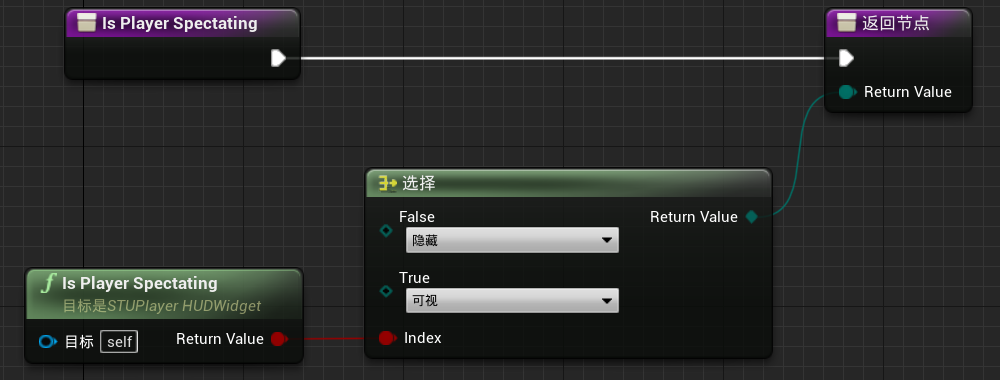 Is Player Spectating
返回节点
Return Value
选择
False
Return Value
隐藏
True
可视
Index
Is Player Spectating
目标是STUPlayer HUDWidget
目标 self
Return Value